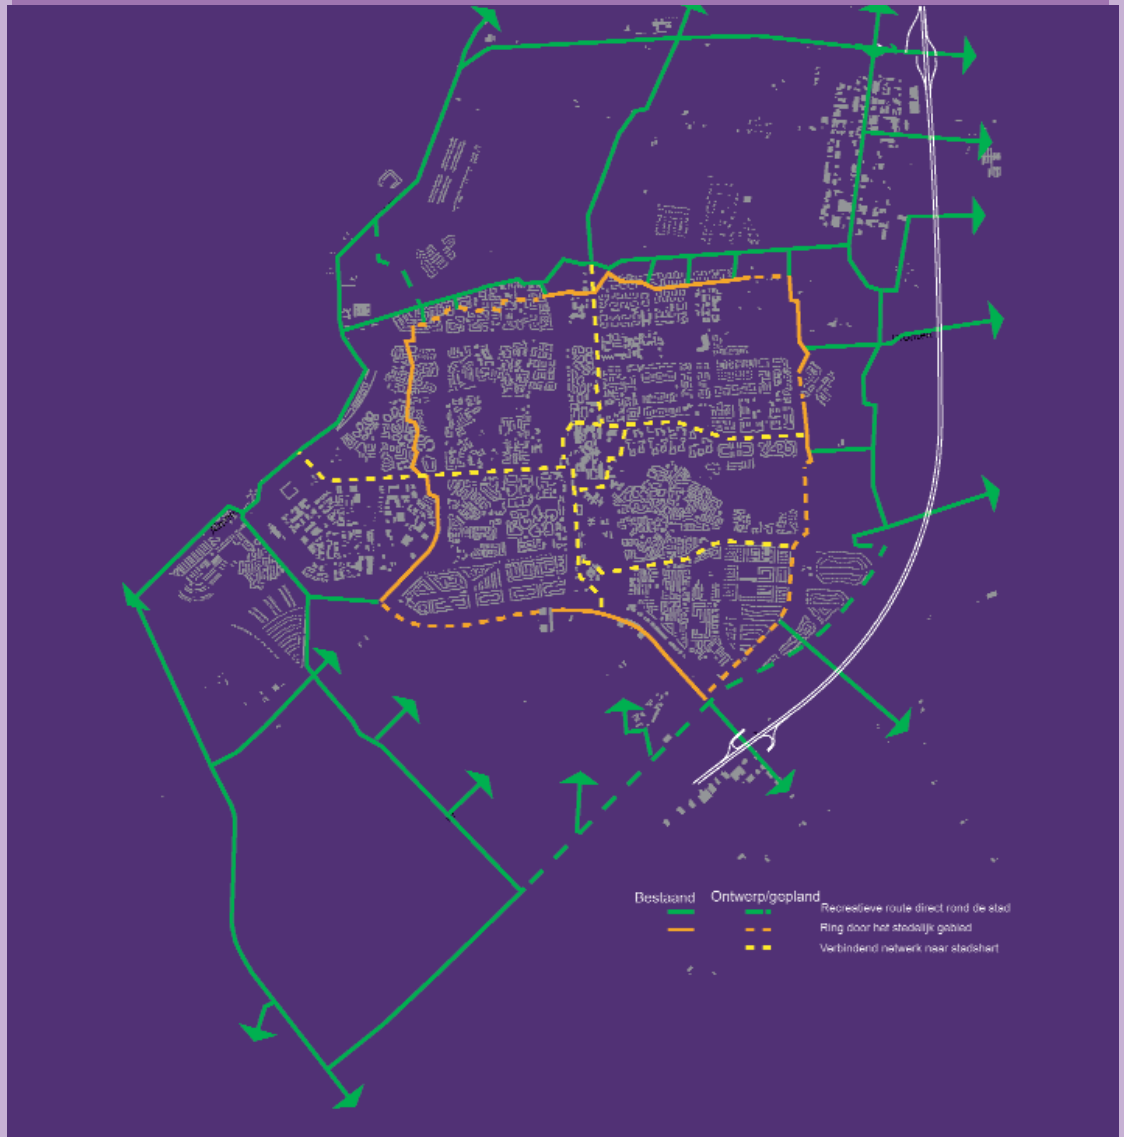 Bestaand Ontwerp/gepland
Recreatieve route direct rond de stad
Ring door het stedelijk gebied
Verbindend netwerk naar stadshart